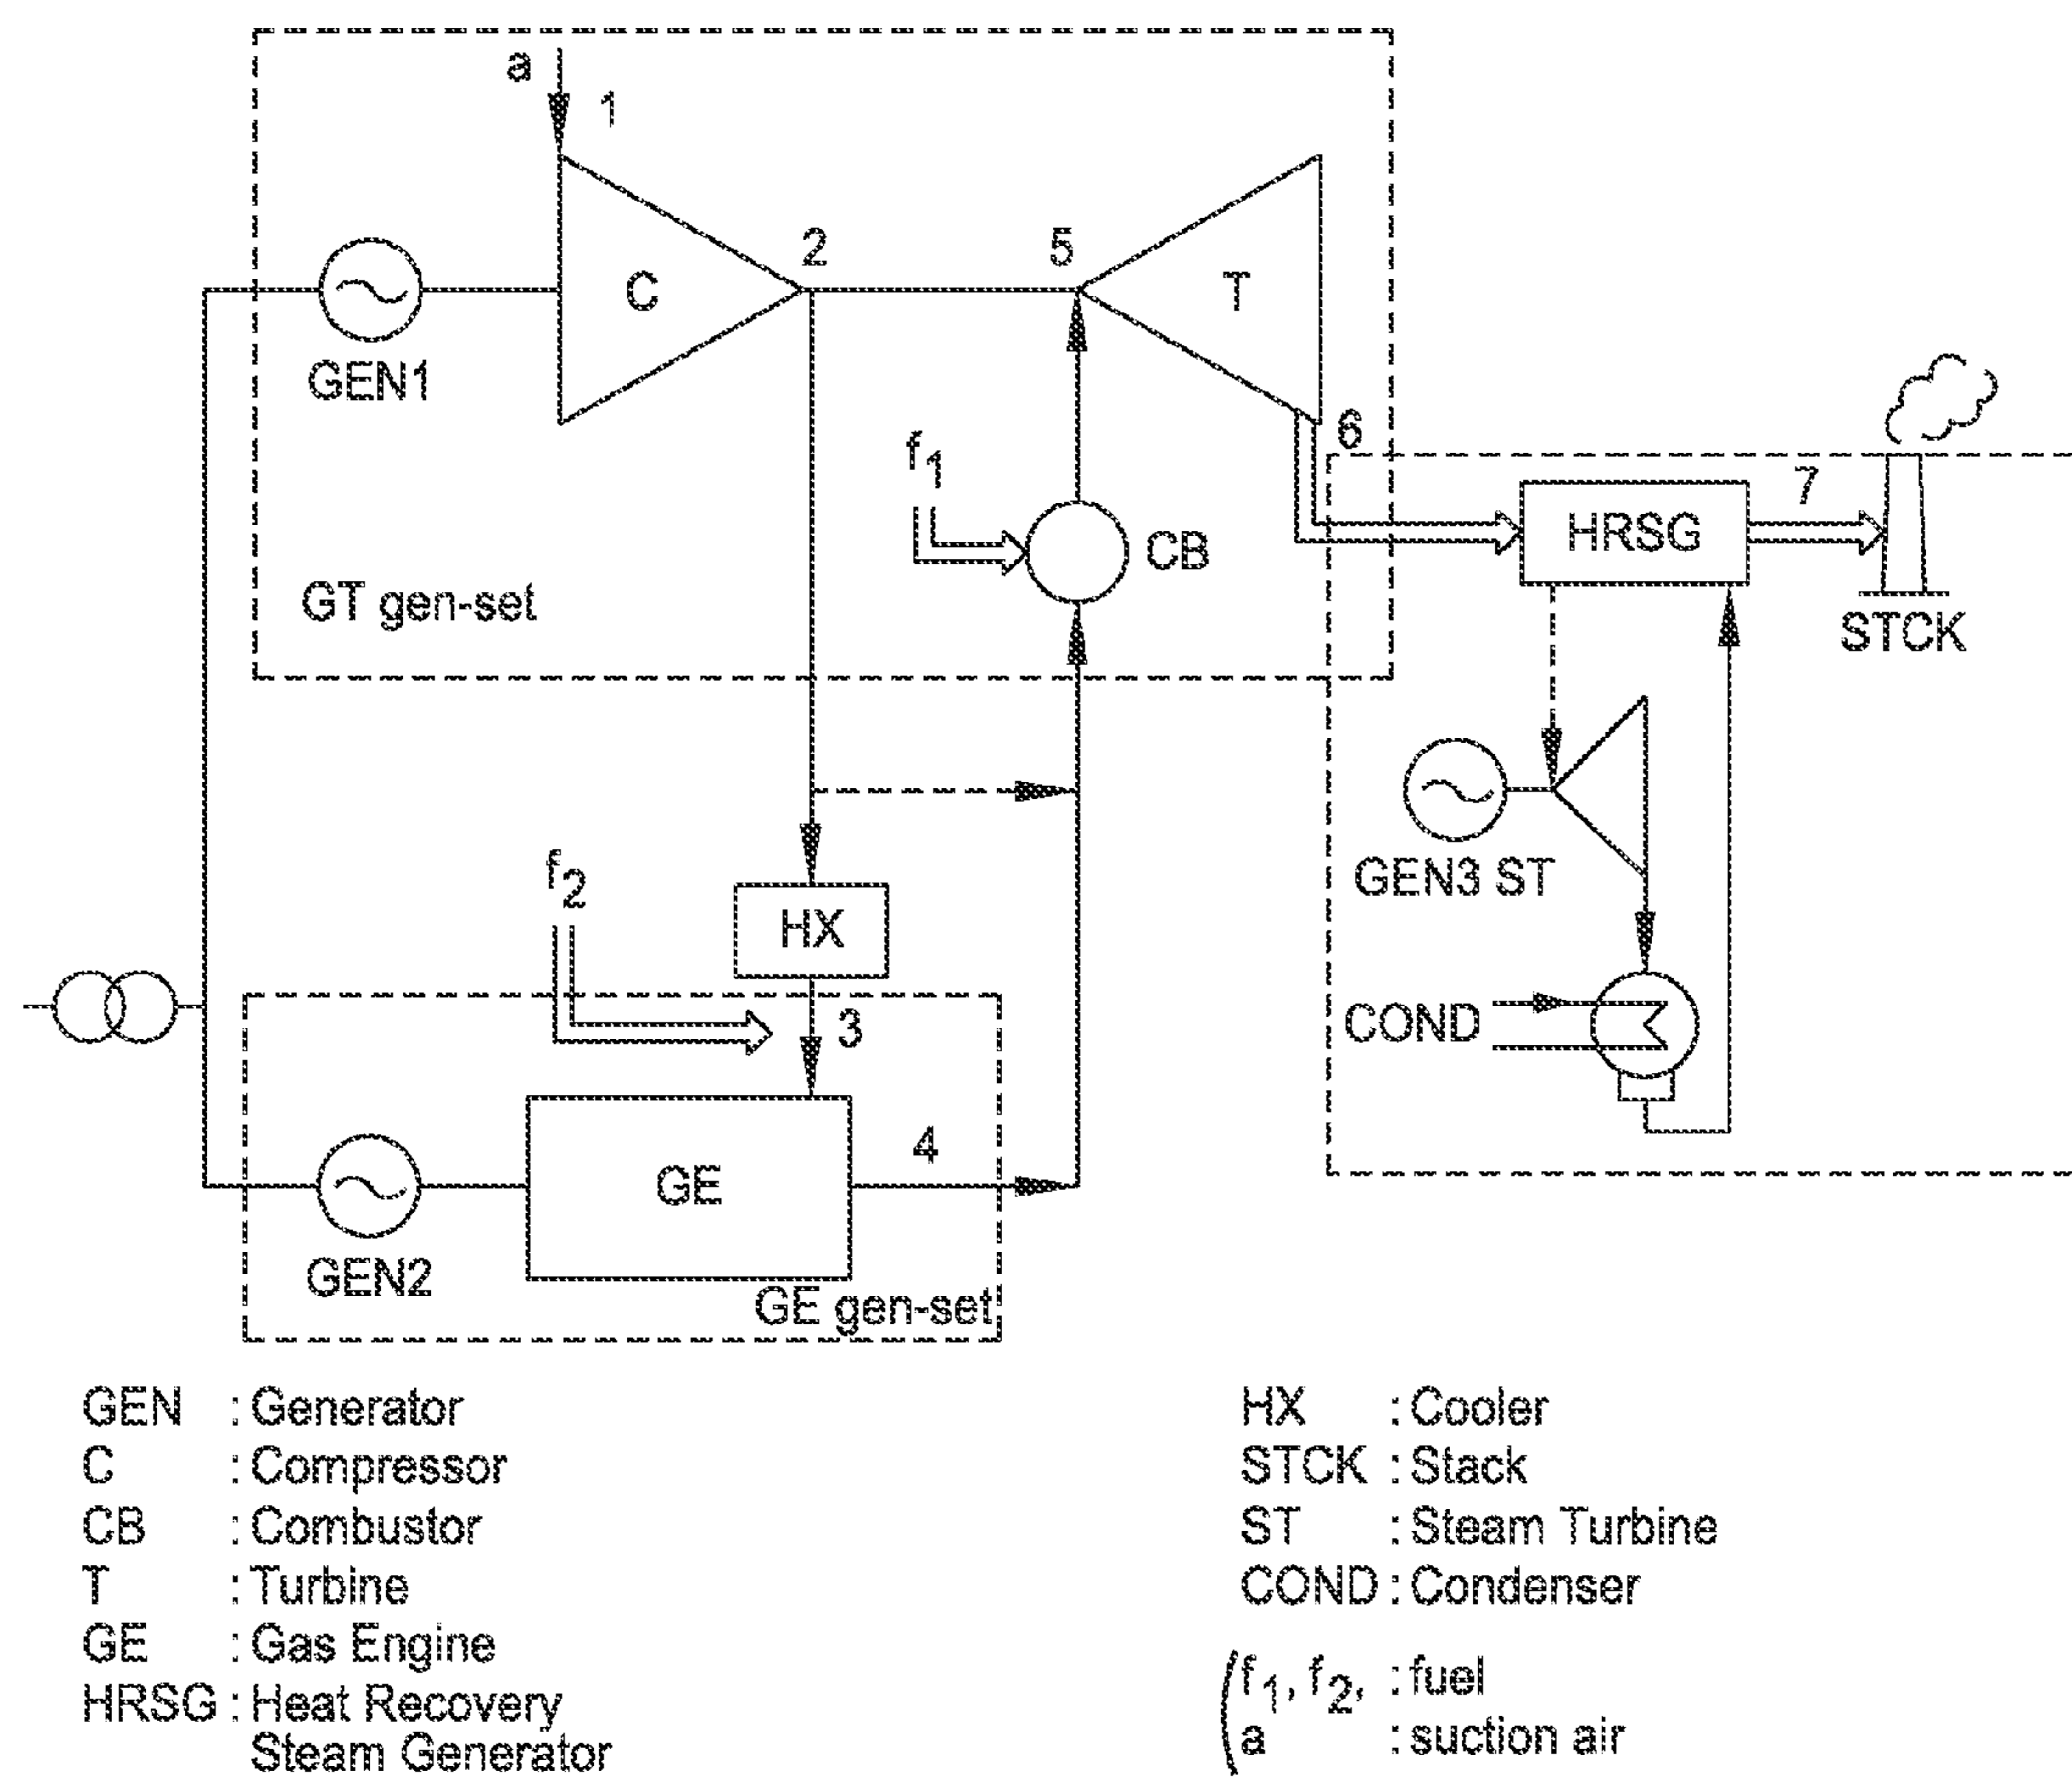 a
1
2
5
C
T
GEN1
6
f1
7
HRSG
CB
GT gen-set
STCK
f2
GEN3 ST
HX
3
COND
4
GE
GEN2
GE gen-set
GEN : Generator
C : Compressor
CB : Combustor
T : Turbine
GE : Gas Engine
HRSG : Heat Recovery
Steam Generator
HX : Cooler
STCK : Stack
ST : Steam Turbine
COND : Condenser
(f1, f2, : fuel
a : suction air